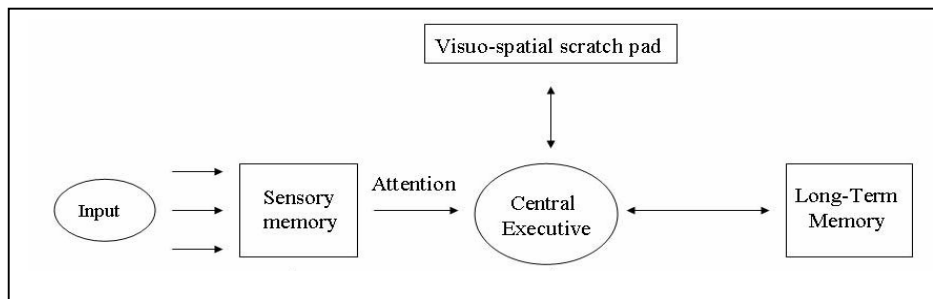 Visuo-spatial scratch pad
Input
Sensory
memory
Attention
Central
Executive
Long-Term
Memory